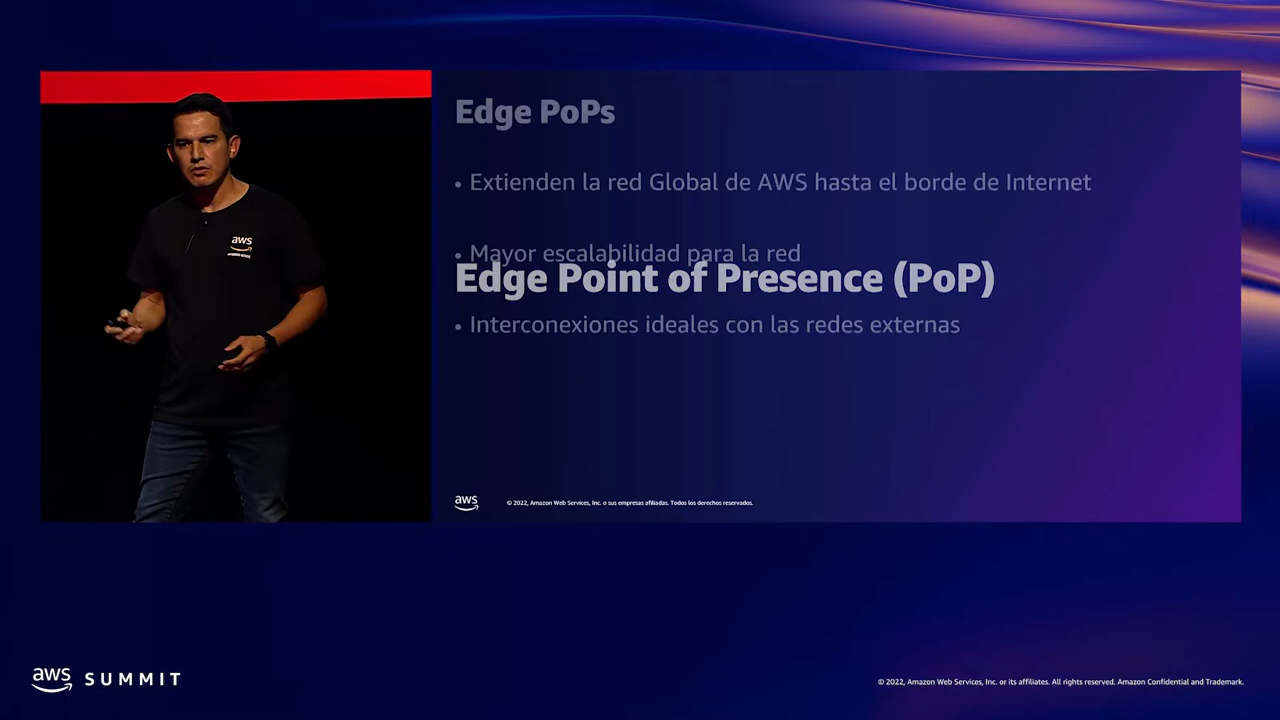 Edge PoPs
• Extienden la red Global de AWS hasta el borde de Internet
• Mayor escalabilidad para la red
Edge Point of Presence (PoP)
• Interconexiones ideales con las redes externas
aws
aws
© 2022, Amazon Web Services, Inc. o sus empresas afiliadas. Todos los derechos reservados.
aws SUMMIT
© 2022, Amazon Web Services, Inc. or its affiliates. All rights reserved. Amazon Confidential and Trademark.